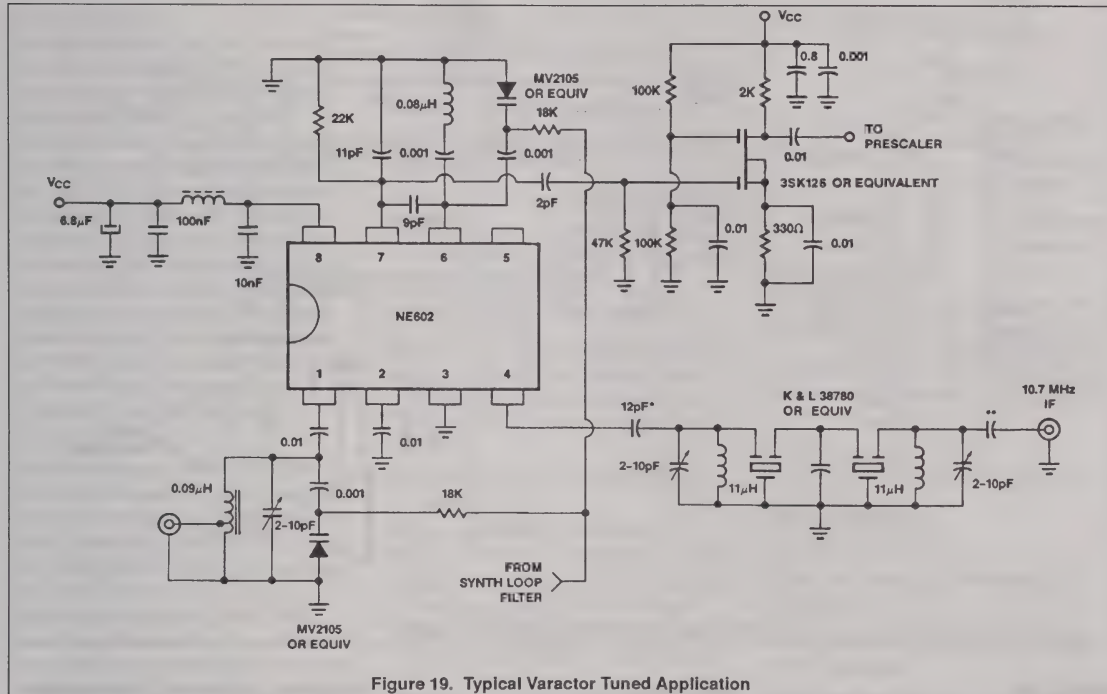 VCC
0.8
0.001
100K
2K
MV2105
OR EQUIV
0.08µH
22K
18K
TO
PRESCALER
11pF
0.001
0.001
0.01
3SK126 OR EQUIVALENT
VCC
2pF
6.8µF
100nF
9pF
47K
100K
0.01
330Ω
0.01
10nF
8
7
6
5
NE602
1
2
3
4
K & L 38780
OR EQUIV
10.7 MHz
IF
12pF*
**
0.01
0.01
2-10pF
11µH
11µH
2-10pF
0.09µH
0.001
18K
2-10pF
FROM
SYNTH LOOP
FILTER
MV2105
OR EQUIV
Figure 19. Typical Varactor Tuned Application